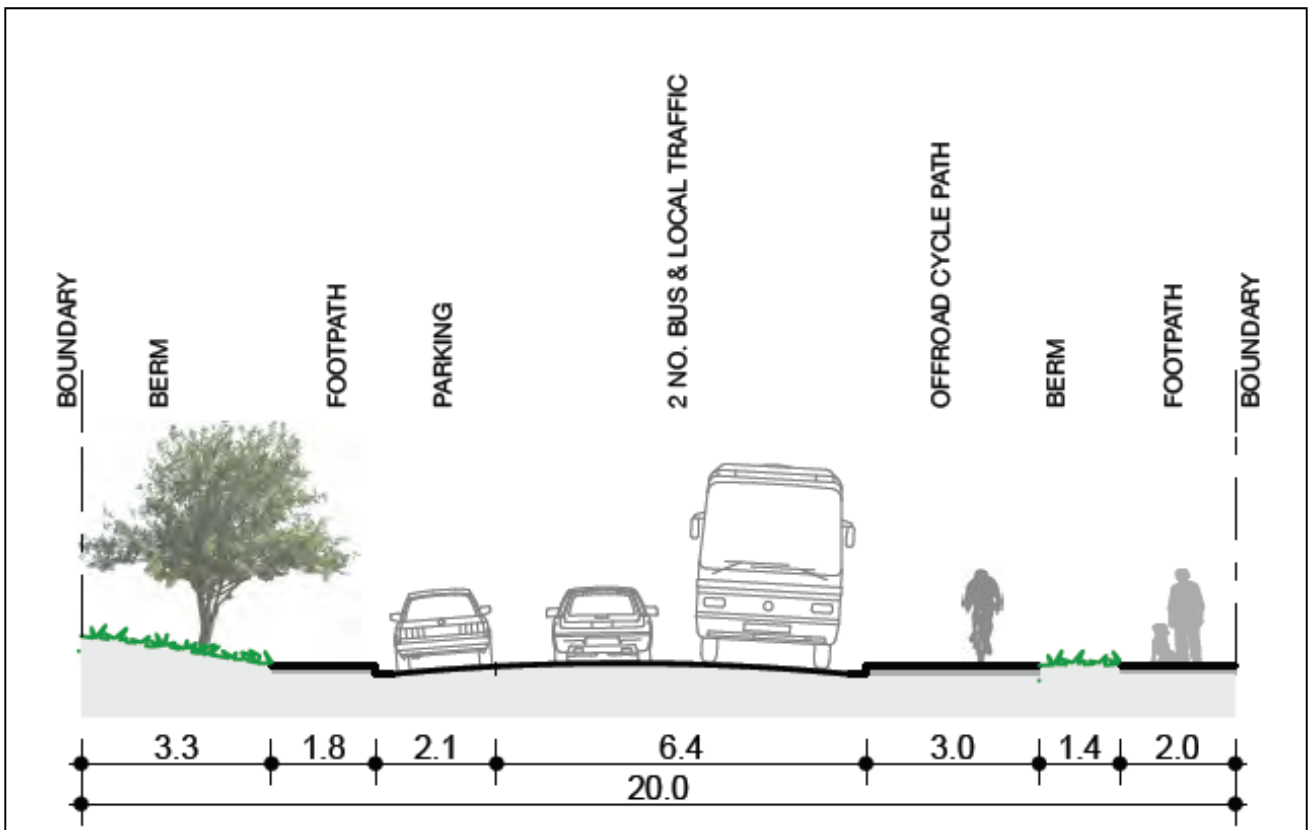 BOUNDARY
BERM
FOOTPATH
PARKING
2 NO. BUS & LOCAL TRAFFIC
OFFROAD CYCLE PATH
BERM
FOOTPATH
BOUNDARY
3.3 1.8 2.1 6.4 3.0 1.4 2.0
20.0